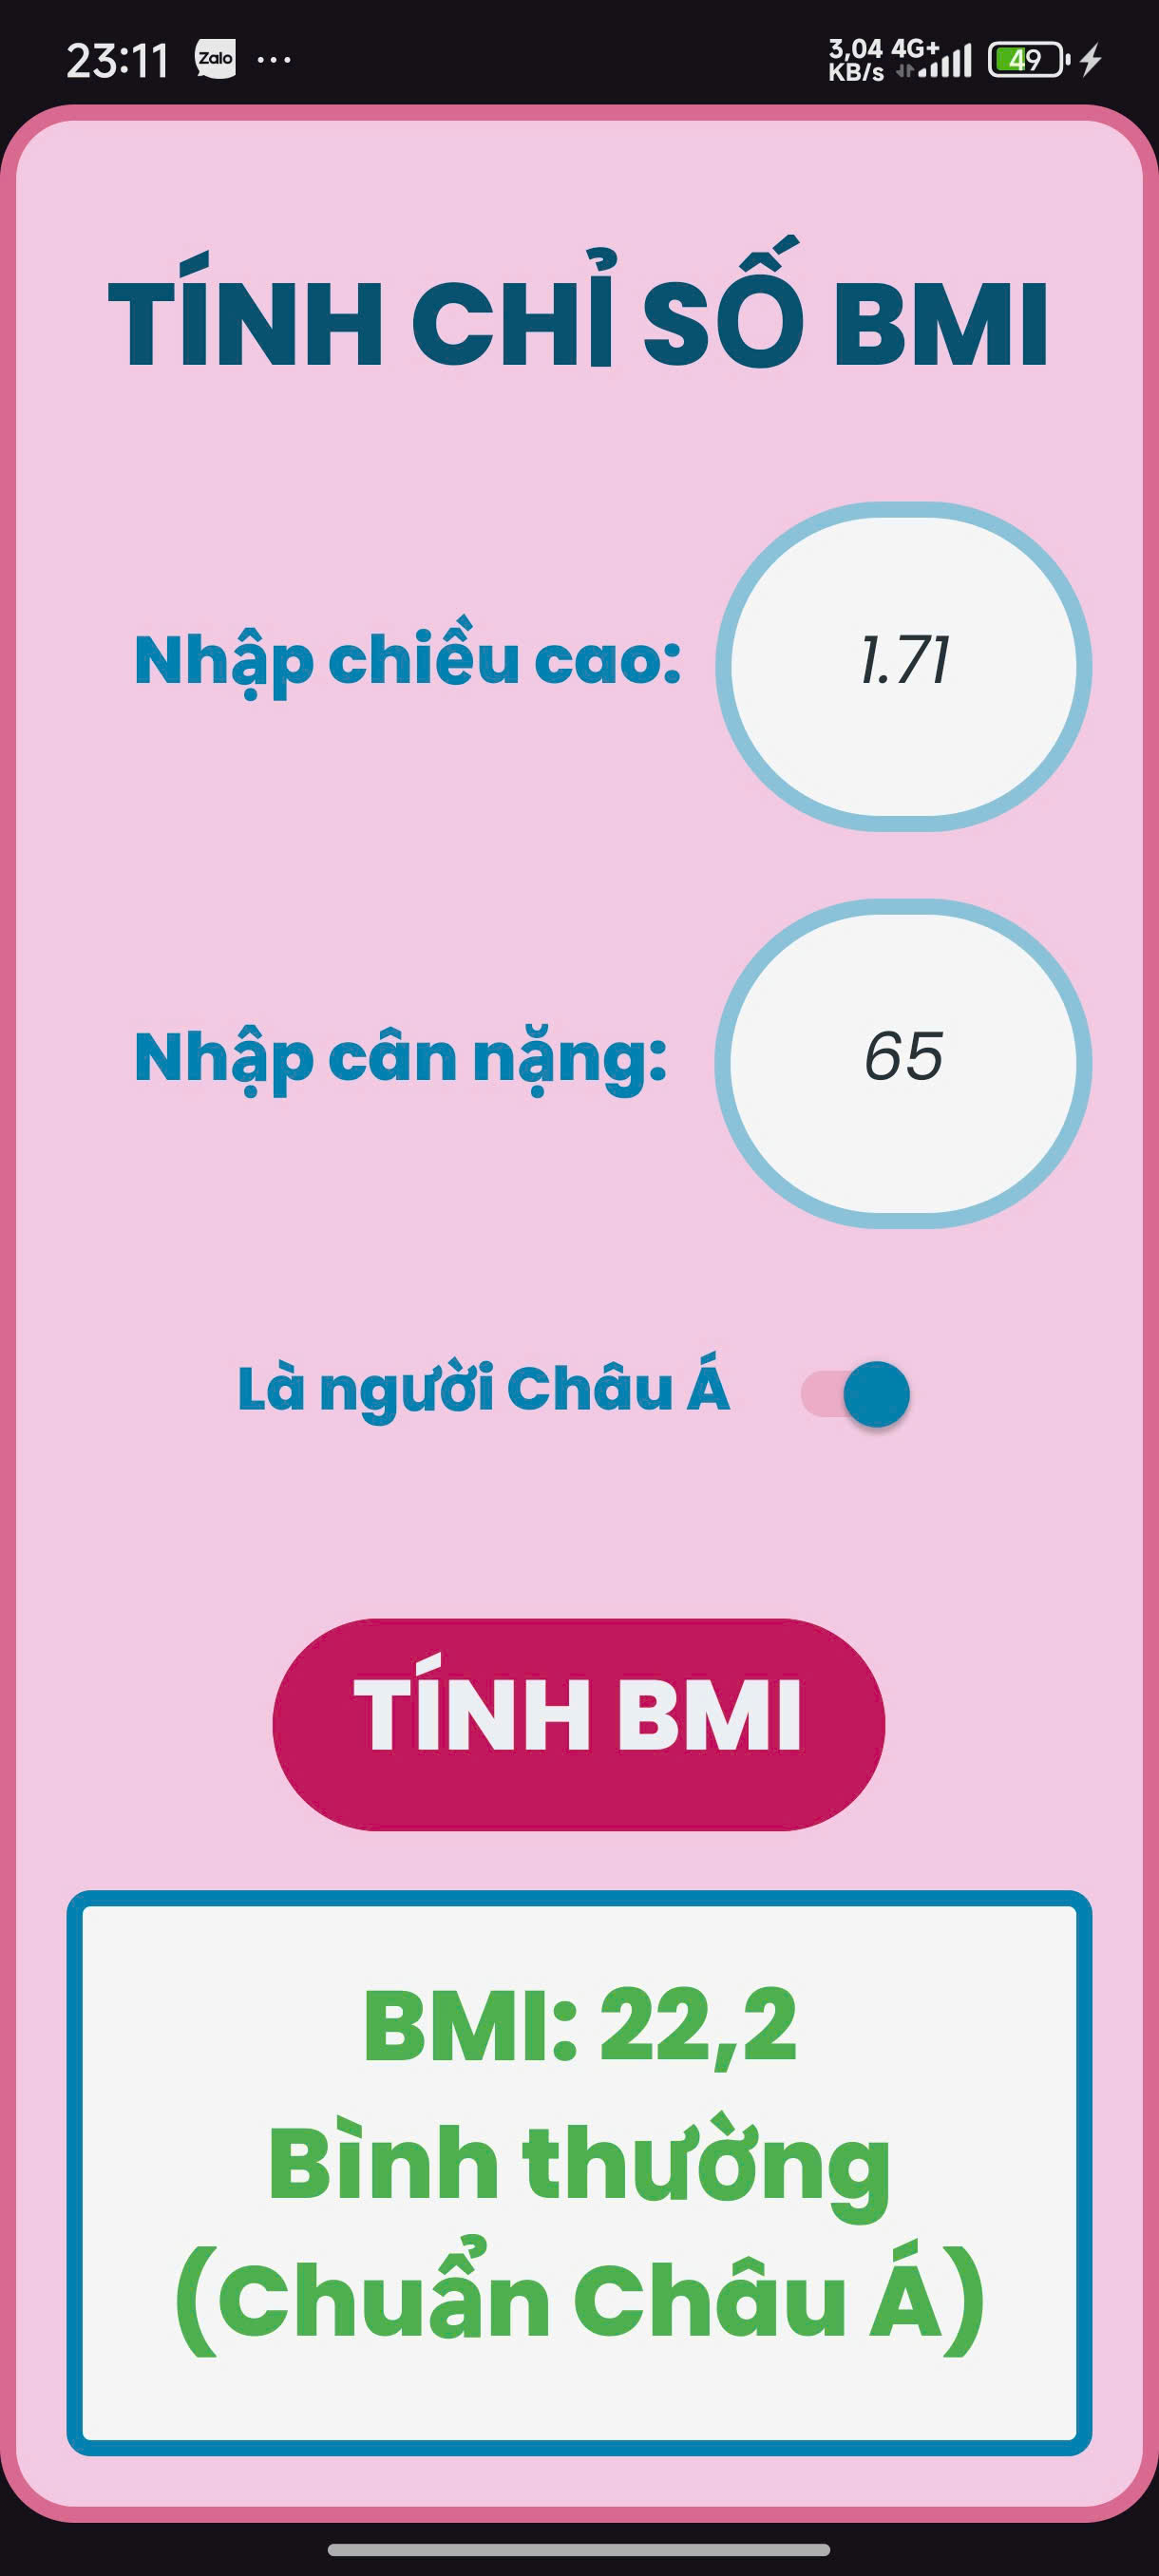 23:11 Zalo ... 3,04 KB/s 4G+ 49
TÍNH CHỈ SỐ BMI
Nhập chiều cao: 1.71
Nhập cân nặng: 65
Là người Châu Á
TÍNH BMI
BMI: 22,2
Bình thường
(Chuẩn Châu Á)